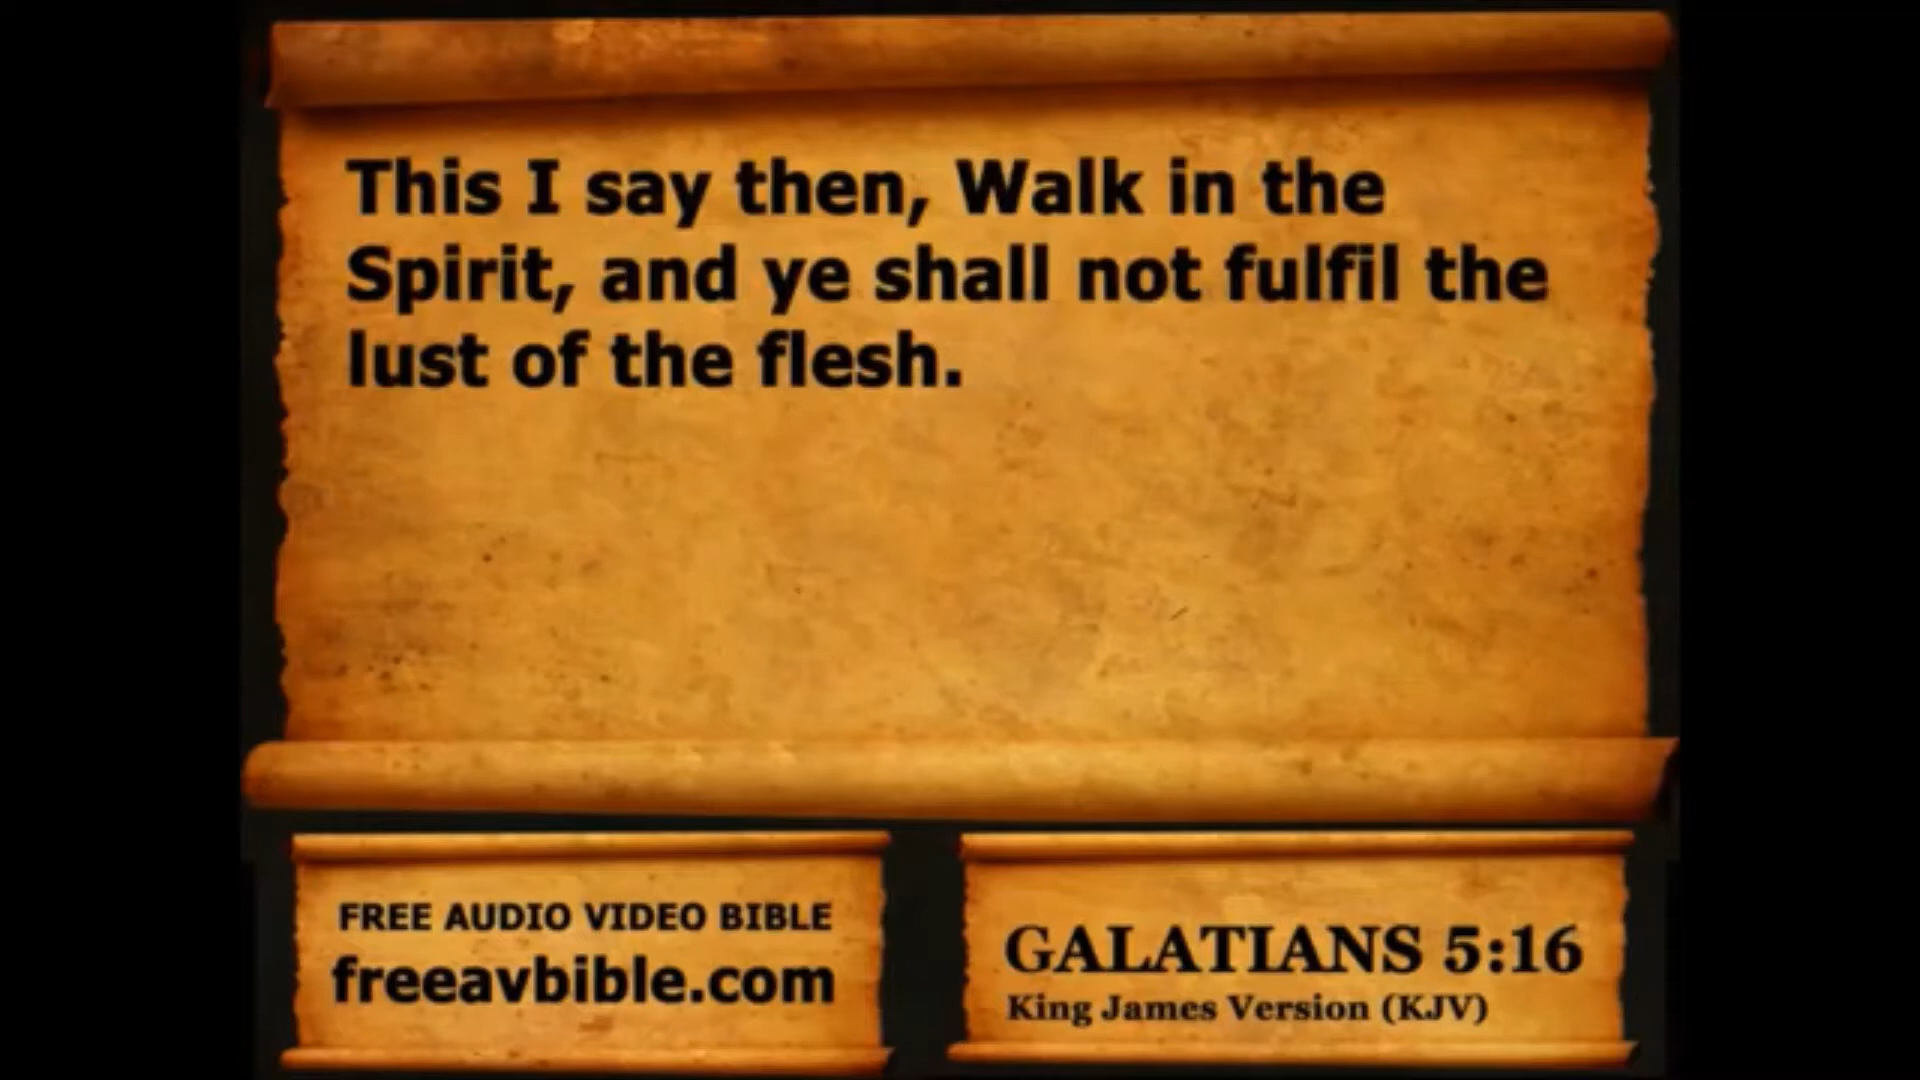 This I say then, Walk in the
Spirit, and ye shall not fulfil the
lust of the flesh.
FREE AUDIO VIDEO BIBLE
freeavbible.com
GALATIANS 5:16
King James Version (KJV)